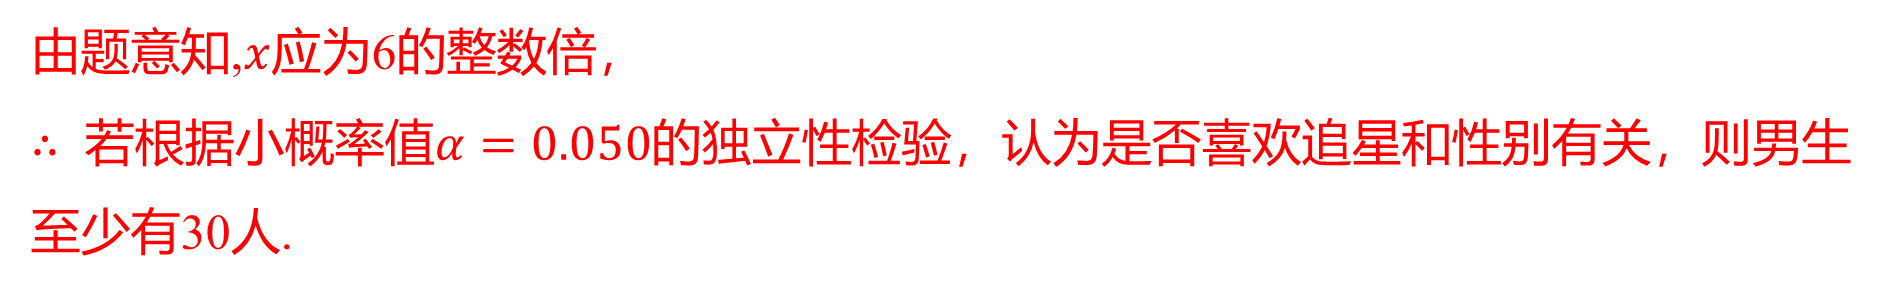 由题意知,x应为6的整数倍，
∴ 若根据小概率值α = 0.050的独立性检验，认为是否喜欢追星和性别有关，则男生
至少有30人.